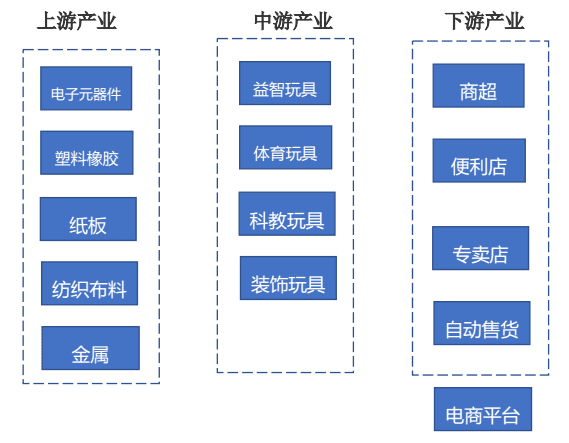 上游产业
中游产业
下游产业
电子元器件
塑料橡胶
纸板
纺织布料
金属
益智玩具
体育玩具
科教玩具
装饰玩具
商超
便利店
专卖店
自动售货
电商平台